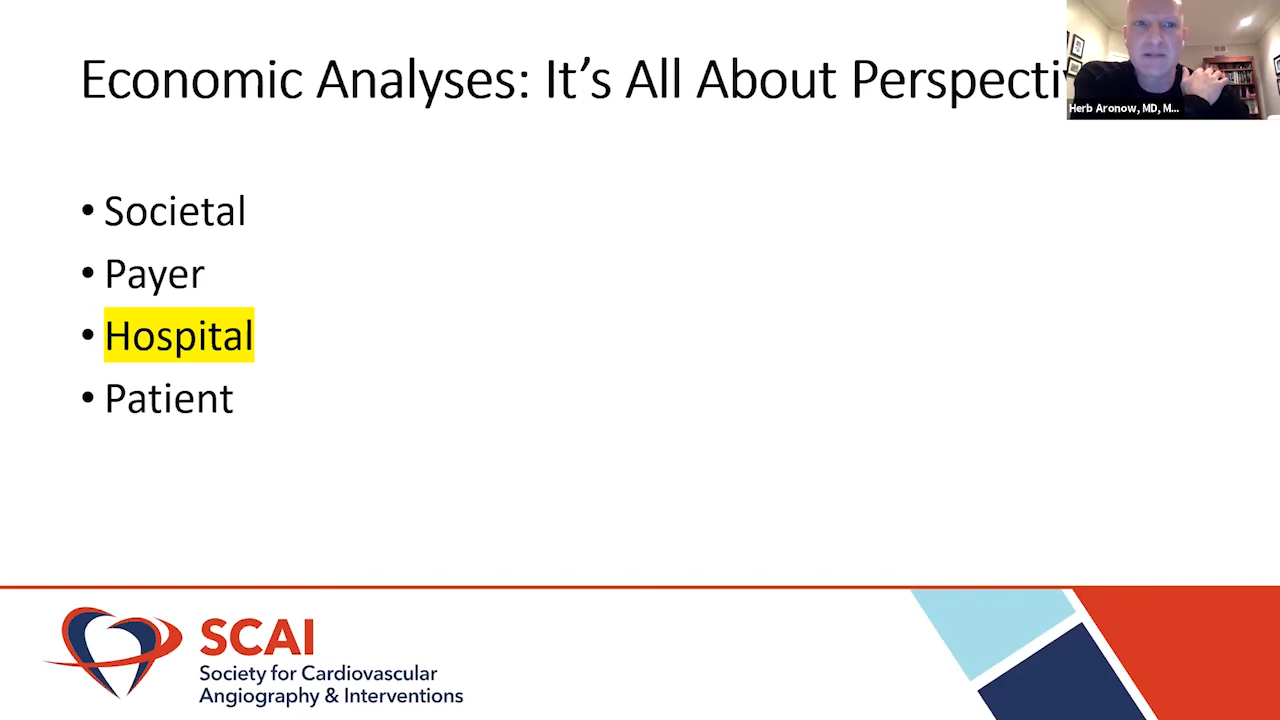 Economic Analyses: It’s All About Perspecti
Herb Aronow, MD, M...
• Societal
• Payer
• Hospital
• Patient
SCAI
Society for Cardiovascular
Angiography & Interventions